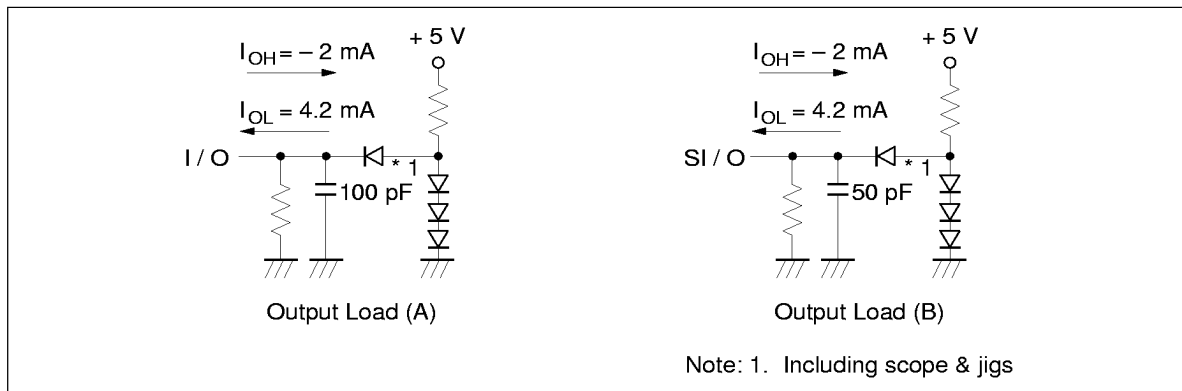 + 5 V
I_OH = – 2 mA
I_OL = 4.2 mA
I / O
* 1
100 pF
Output Load (A)
+ 5 V
I_OH = – 2 mA
I_OL = 4.2 mA
SI / O
* 1
50 pF
Output Load (B)
Note: 1. Including scope & jigs